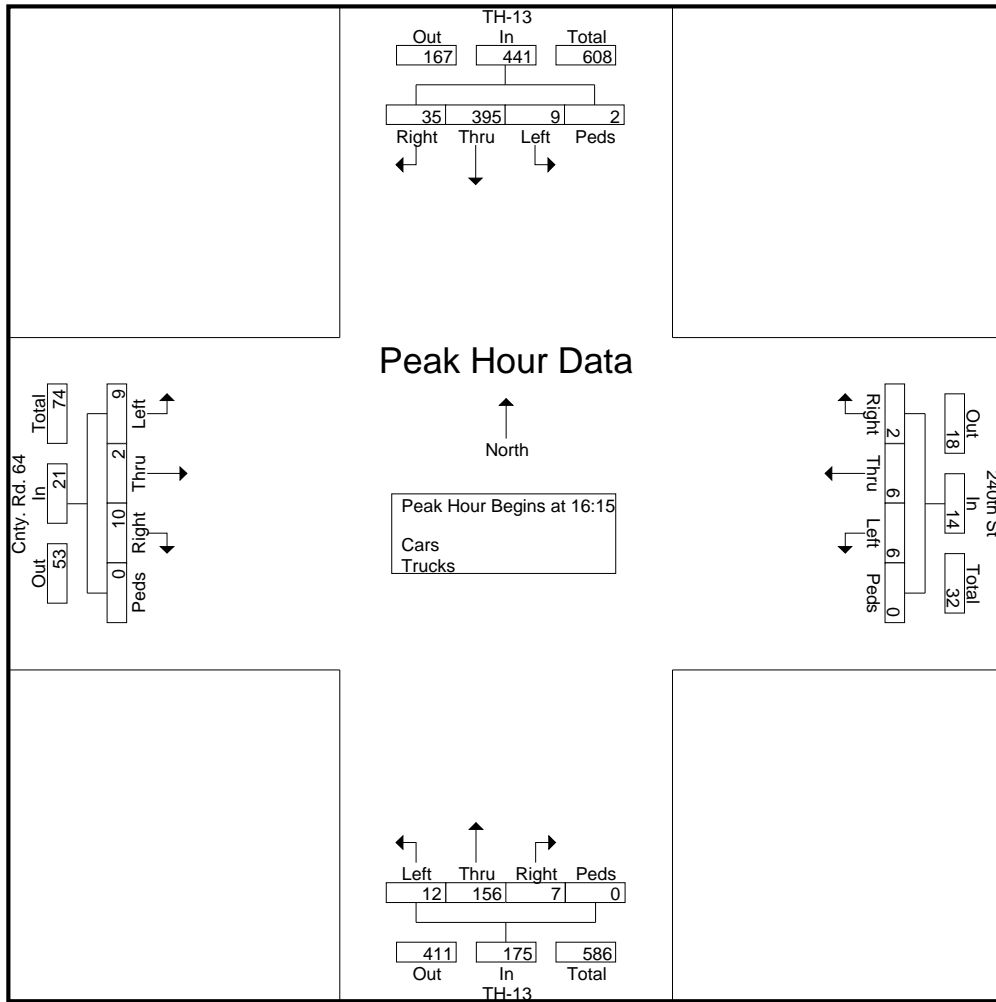 TH-13
Out In Total
167 441 608
35 395 9 2
Right Thru Left Peds
Peak Hour Data
North
Peak Hour Begins at 16:15
Cars
Trucks
Cnty. Rd. 64
Out In Total
53 21 74
Left Thru Right Peds
9 2 10 0
240th St
Out In Total
18 14 32
Right Thru Left Peds
2 6 6 0
Left Thru Right Peds
12 156 7 0
411 175 586
Out In Total
TH-13